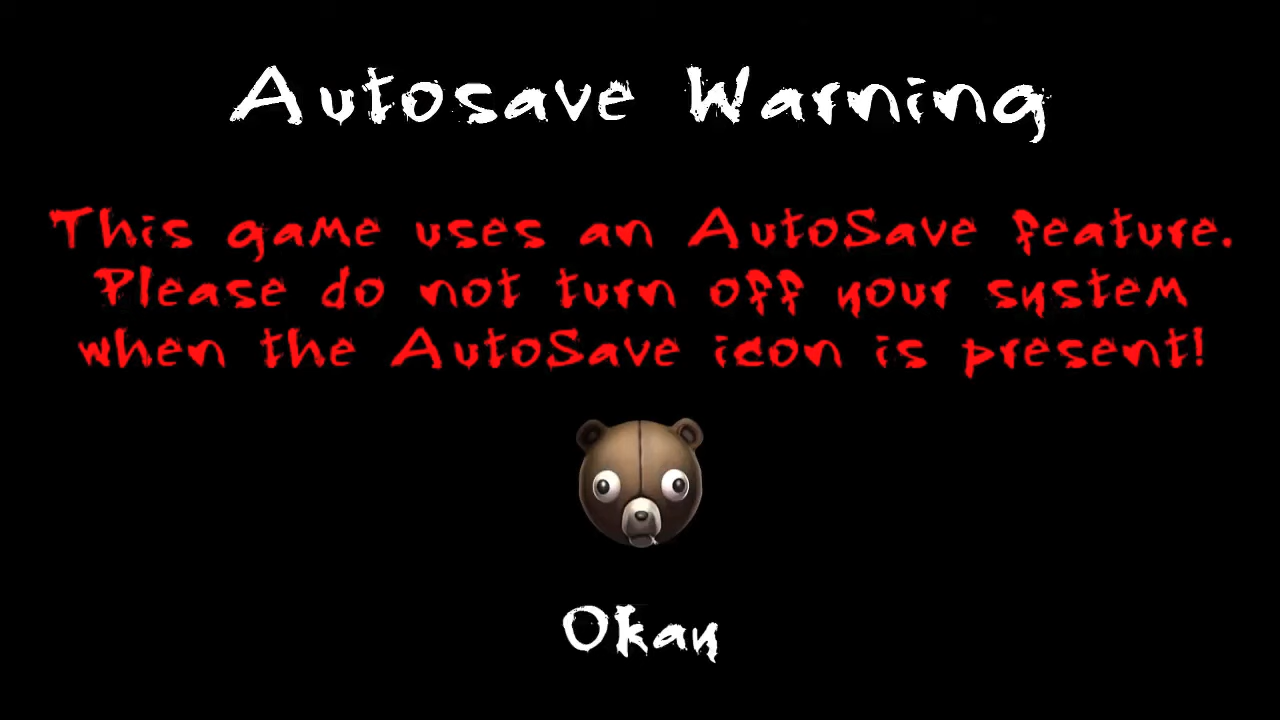 Autosave Warning
This game uses an AutoSave feature.
Please do not turn off your system
when the AutoSave icon is present!
Okay